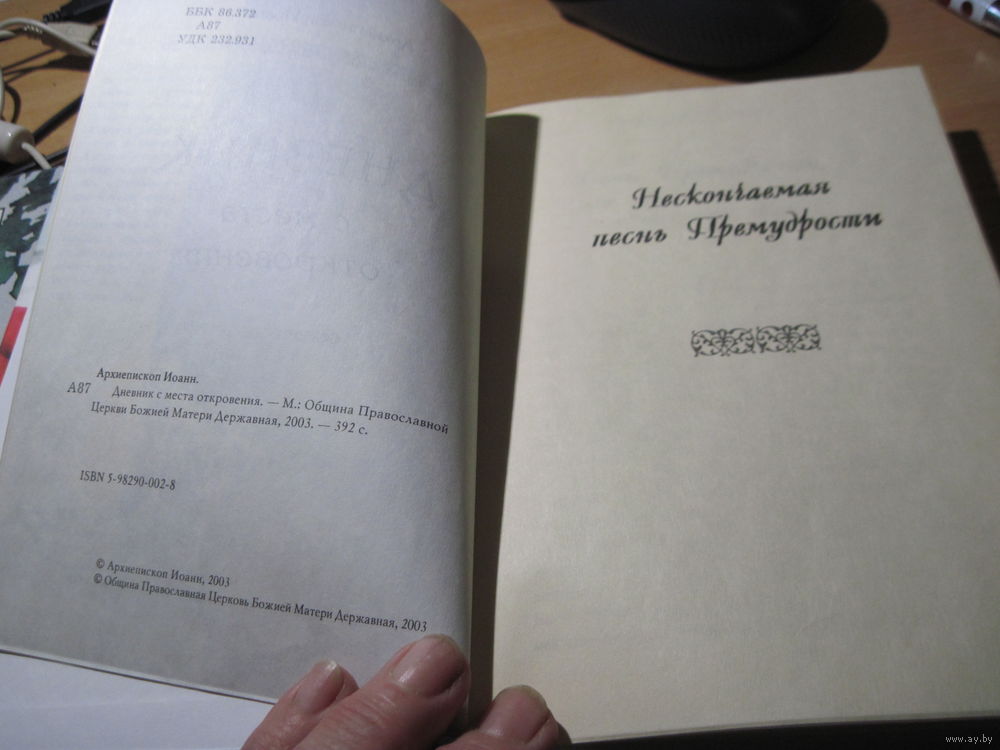 ББК 86.372
А87
УДК 232.931
Архиепископ Иоанн.
А87 Дневник с места откровения. — М.: Община Православной
Церкви Божией Матери Державная, 2003. — 392 с.
ISBN 5-98290-002-8
© Архиепископ Иоанн, 2003
© Община Православная Церковь Божией Матери Державная, 2003
Нескончаемая
песнь Премудрости
www.ay.by